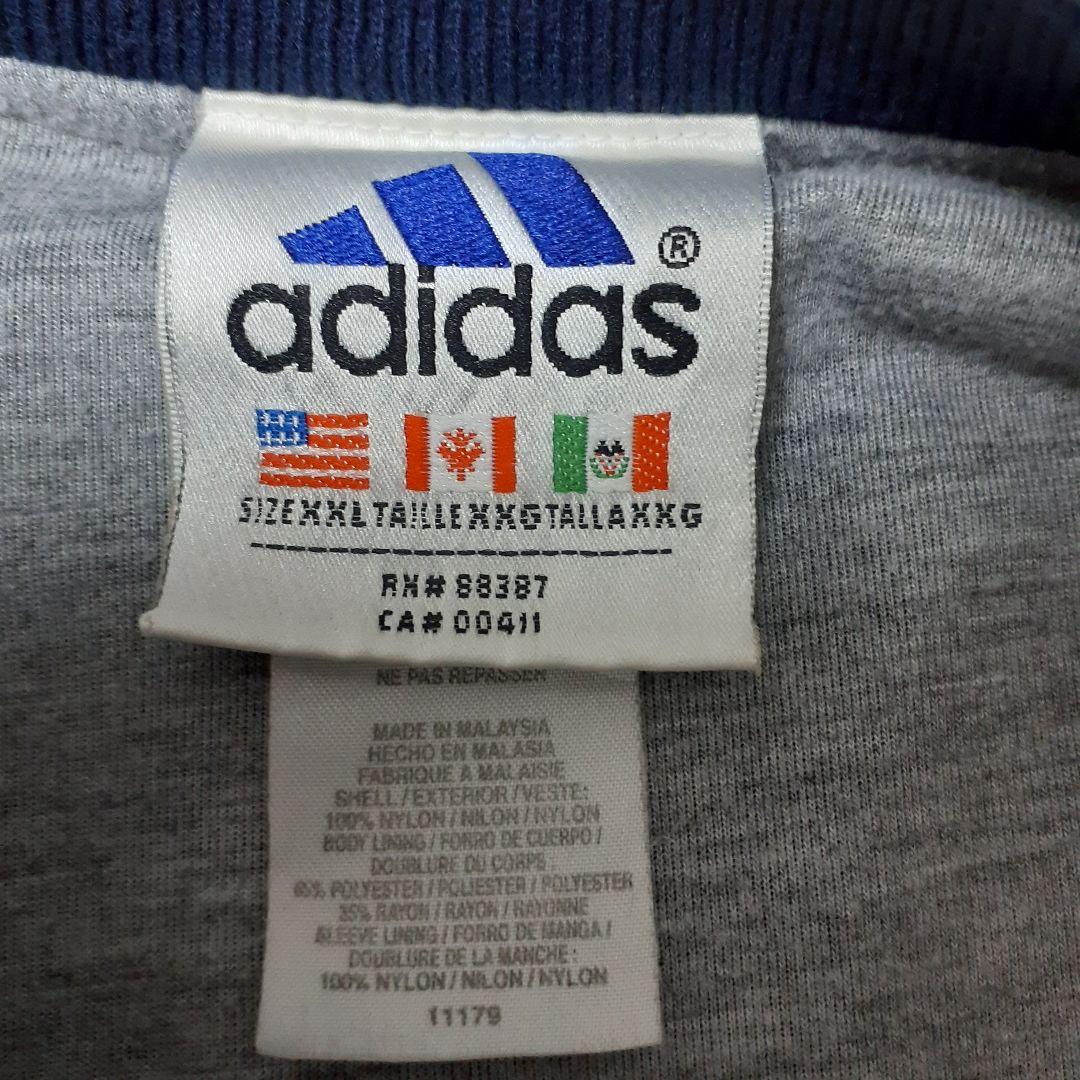 ®
adidas
SIZE XXL TAILLE XXG TALLA XXG
RN# 88387
CA# 00411
NE PAS REPASSER
MADE IN MALAYSIA
HECHO EN MALASIA
FABRIQUE A MALAISIE
SHELL / EXTERIOR / VESTE:
100% NYLON / NILON / NYLON
BODY LINING / FORRO DE CUERPO /
DOUBLURE DU CORPS :
65% POLYESTER / POLIESTER / POLYESTER
35% RAYON / RAYON / RAYONNE
SLEEVE LINING / FORRO DE MANGA /
DOUBLURE DE LA MANCHE :
100% NYLON / NILON / NYLON
11179